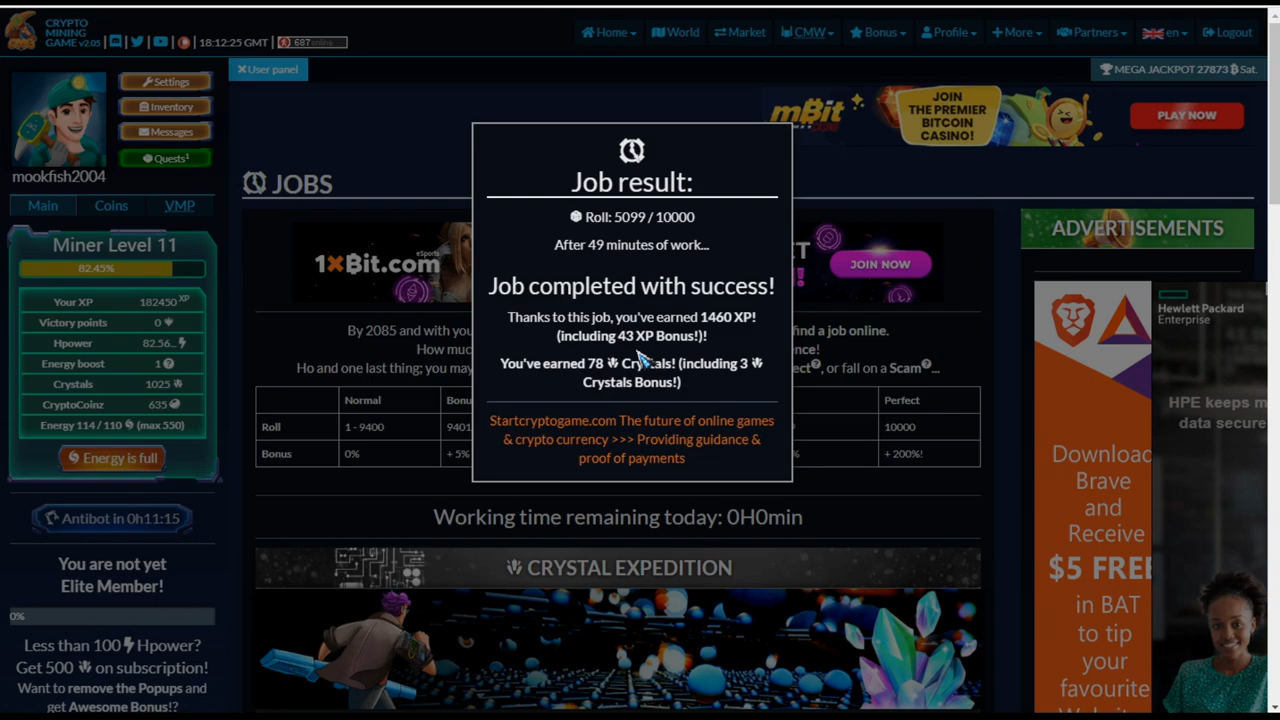 CRYPTO
MINING
GAME v2.05
18:12:25 GMT
687 online
Home
World
Market
CMW
Bonus
Profile
+More
Partners
en
Logout
Settings
Inventory
Messages
Quests1
mookfish2004
Main Coins VMP
Miner Level 11
82.45%
Your XP 182450 XP
Victory points 0
Hpower 82.56...
Energy boost 1
Crystals 1025
CryptoCoinz 635
Energy 114 / 110 (max 550)
Energy is full
Antibot in 0h11:15
You are not yet
Elite Member!
0%
Less than 100 Hpower?
Get 500 on subscription!
Want to remove the Popups and
get Awesome Bonus!?
User panel
MEGA JACKPOT 27873 Sat.
mBit
JOIN
THE PREMIER
BITCOIN
CASINO!
PLAY NOW
JOBS
1xBit.com
eSports
JOIN NOW
By 2085 and with you
find a job online.
How muc
Ho and one last thing; you may
, or fall on a Scam ...
Normal
Perfect
Roll 1 - 9400 9401 10000
Bonus 0% + 5% + 200%!
Job result:
Roll: 5099 / 10000
After 49 minutes of work...
Job completed with success!
Thanks to this job, you've earned 1460 XP!
(including 43 XP Bonus!)!
You've earned 78 Crystals! (including 3
Crystals Bonus!)
Startcryptogame.com The future of online games
& crypto currency >>> Providing guidance &
proof of payments
Working time remaining today: 0H0min
CRYSTAL EXPEDITION
ADVERTISEMENTS
Download
Brave
and
Receive
$5 FREE
in BAT
to tip
your
favourite
Hewlett Packard
Enterprise
HPE keeps m
data secure